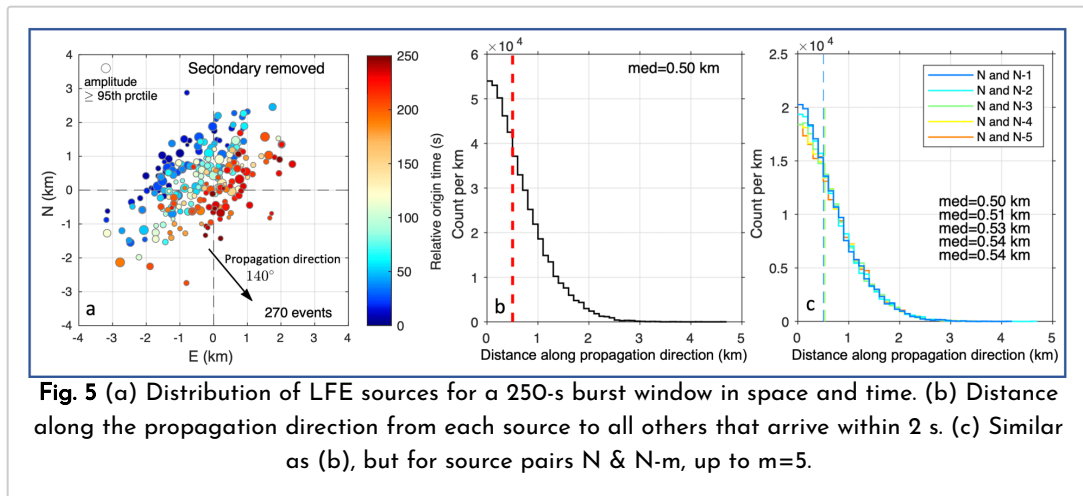 Secondary removed
amplitude
≥ 95th prctile
4
3
2
1
0
-1
-2
-3
-4
N (km)
-4 -3 -2 -1 0 1 2 3 4
E (km)
Propagation direction
140°
270 events
a
250
200
150
100
50
0
Relative origin time (s)
×10⁴
6
5
4
3
2
1
0
Count per km
med=0.50 km
b
0 1 2 3 4 5
Distance along propagation direction (km)
×10⁴
2.5
2
1.5
1
0.5
0
Count per km
N and N-1
N and N-2
N and N-3
N and N-4
N and N-5
med=0.50 km
med=0.51 km
med=0.53 km
med=0.54 km
med=0.54 km
c
0 1 2 3 4 5
Distance along propagation direction (km)
Fig. 5 (a) Distribution of LFE sources for a 250-s burst window in space and time. (b) Distance
along the propagation direction from each source to all others that arrive within 2 s. (c) Similar
as (b), but for source pairs N & N-m, up to m=5.